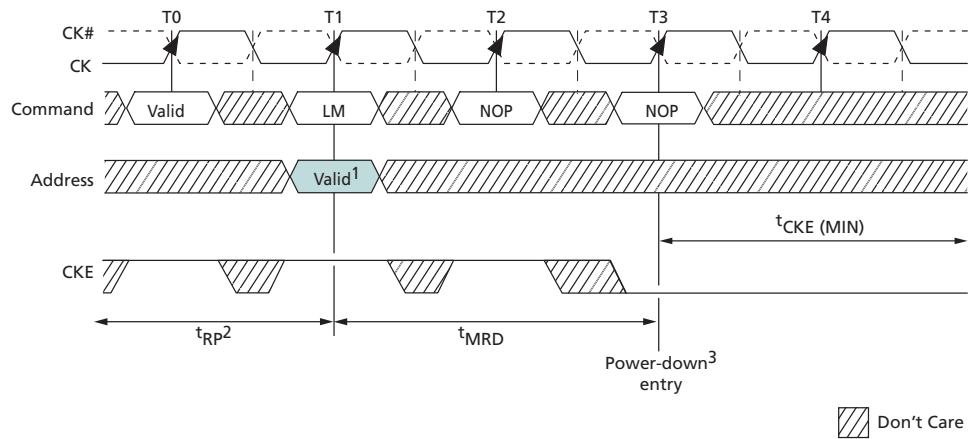 T0 T1 T2 T3 T4
CK#
CK
Command Valid LM NOP NOP
Address Valid1
tCKE (MIN)
CKE
tRP2 tMRD
Power-down3
entry
Don't Care